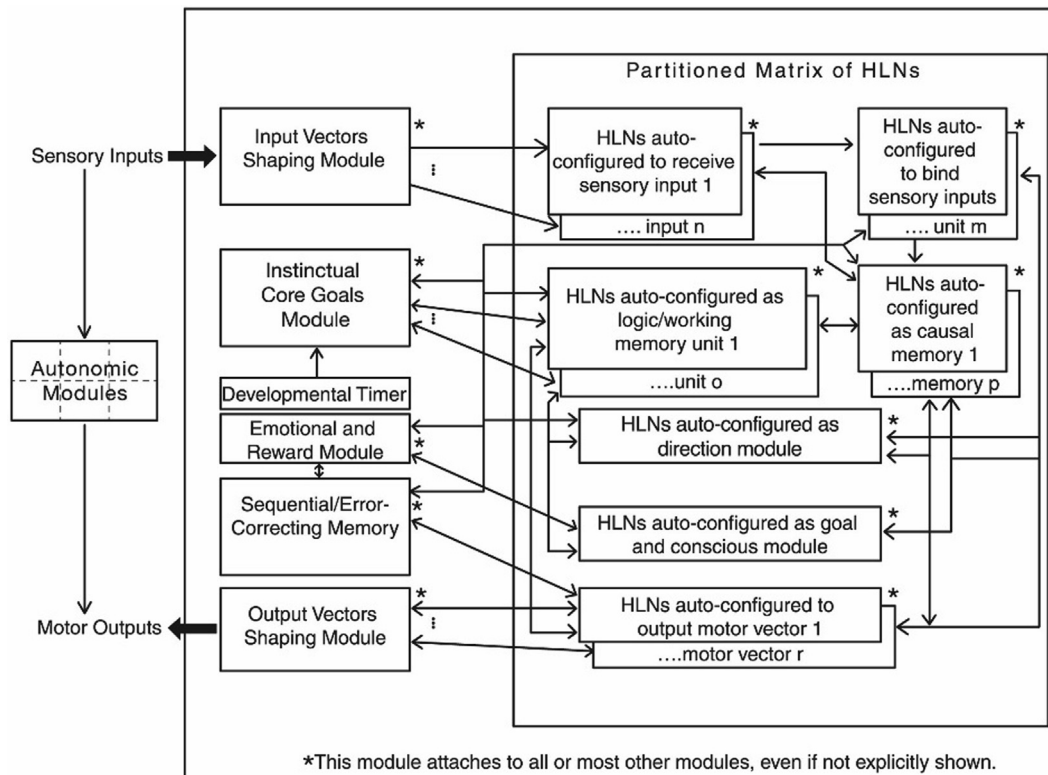 Partitioned Matrix of HLNs
Sensory Inputs
Input Vectors
Shaping Module
*
HLNs auto-
configured to receive
sensory input 1
*
.... input n
HLNs auto-
configured
to bind
sensory inputs
*
.... unit m
Instinctual
Core Goals
Module
*
HLNs auto-configured as
logic/working
memory unit 1
*
....unit o
HLNs auto-
configured
as causal
memory 1
*
....memory p
Autonomic
Modules
Developmental Timer
Emotional and
Reward Module
*
HLNs auto-configured as
direction module
*
Sequential/Error-
Correcting Memory
*
HLNs auto-configured as goal
and conscious module
*
Motor Outputs
Output Vectors
Shaping Module
*
HLNs auto-configured to
output motor vector 1
*
....motor vector r
*This module attaches to all or most other modules, even if not explicitly shown.